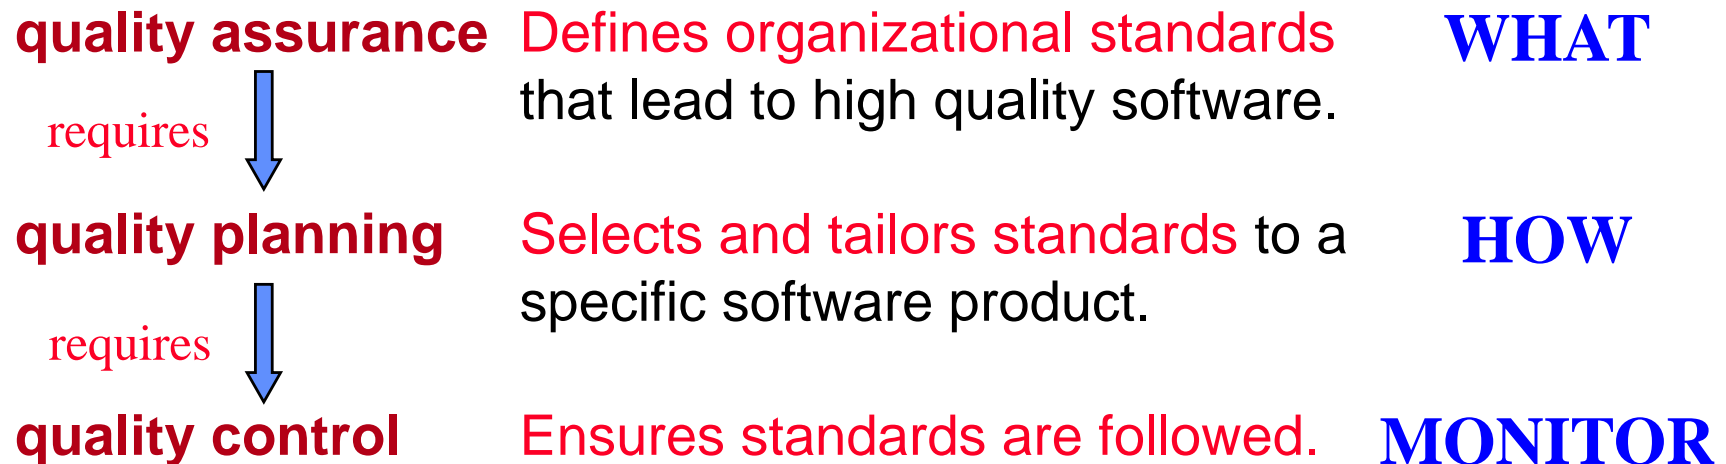 quality assurance Defines organizational standards WHAT
that lead to high quality software.
requires
quality planning Selects and tailors standards to a HOW
specific software product.
requires
quality control Ensures standards are followed. MONITOR